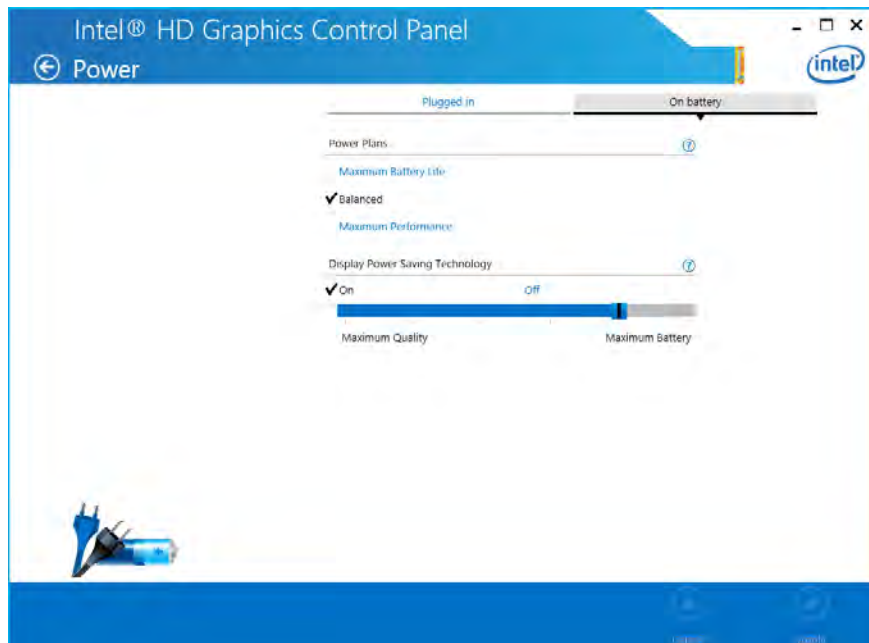 Intel® HD Graphics Control Panel
Power
intel
Plugged in
On battery
Power Plans
?
Maximum Battery Life
Balanced
Maximum Performance
Display Power Saving Technology
?
On
Off
Maximum Quality
Maximum Battery